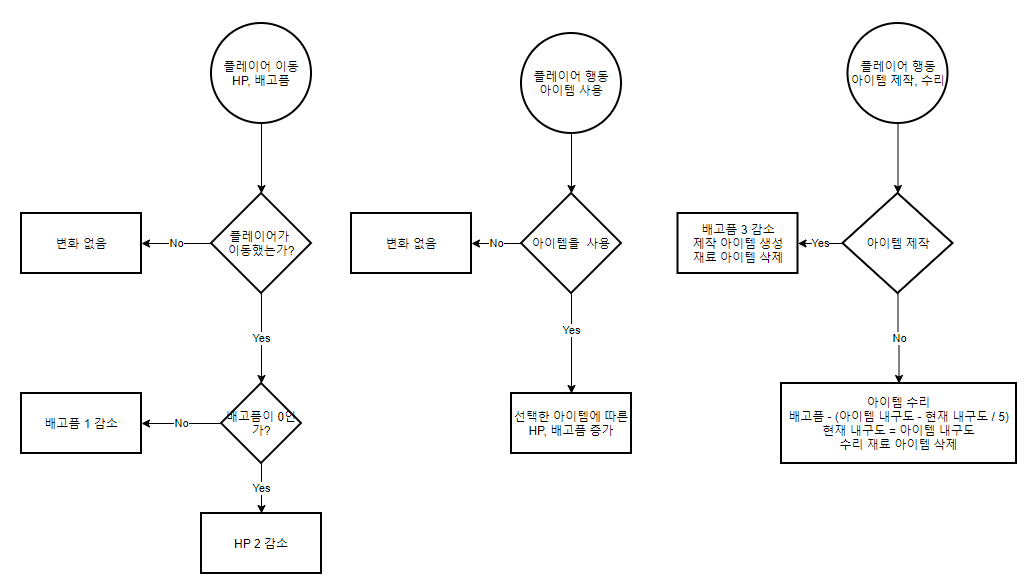 플레이어 이동
HP, 배고픔
플레이어가
이동했는가?
No
변화 없음
Yes
배고픔이 0인
가?
No
배고픔 1 감소
Yes
HP 2 감소
플레이어 행동
아이템 사용
아이템을 사용
No
변화 없음
Yes
선택한 아이템에 따른
HP, 배고픔 증가
플레이어 행동
아이템 제작, 수리
아이템 제작
Yes
배고픔 3 감소
제작 아이템 생성
재료 아이템 삭제
No
아이템 수리
배고픔 - (아이템 내구도 - 현재 내구도 / 5)
현재 내구도 = 아이템 내구도
수리 재료 아이템 삭제